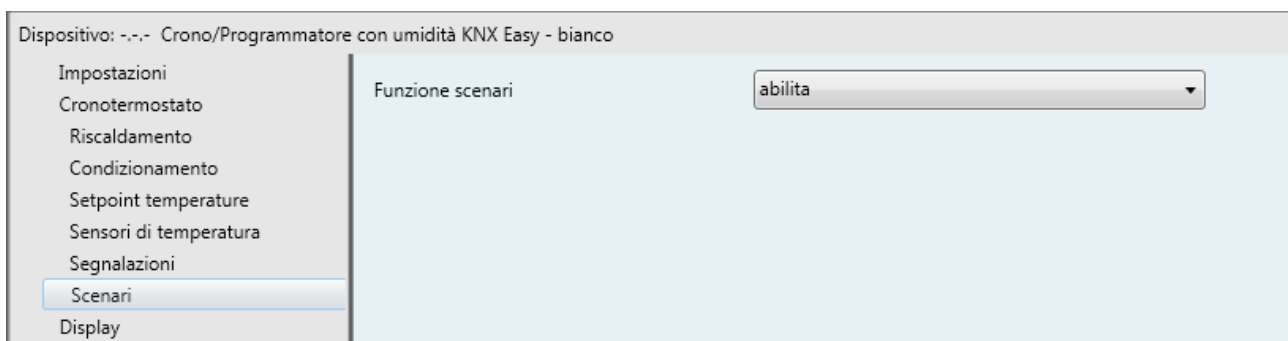 Dispositivo: -.-.- Crono/Programmatore con umidità KNX Easy - bianco
Impostazioni
Cronotermostato
Riscaldamento
Condizionamento
Setpoint temperature
Sensori di temperatura
Segnalazioni
Scenari
Display
Funzione scenari
abilita